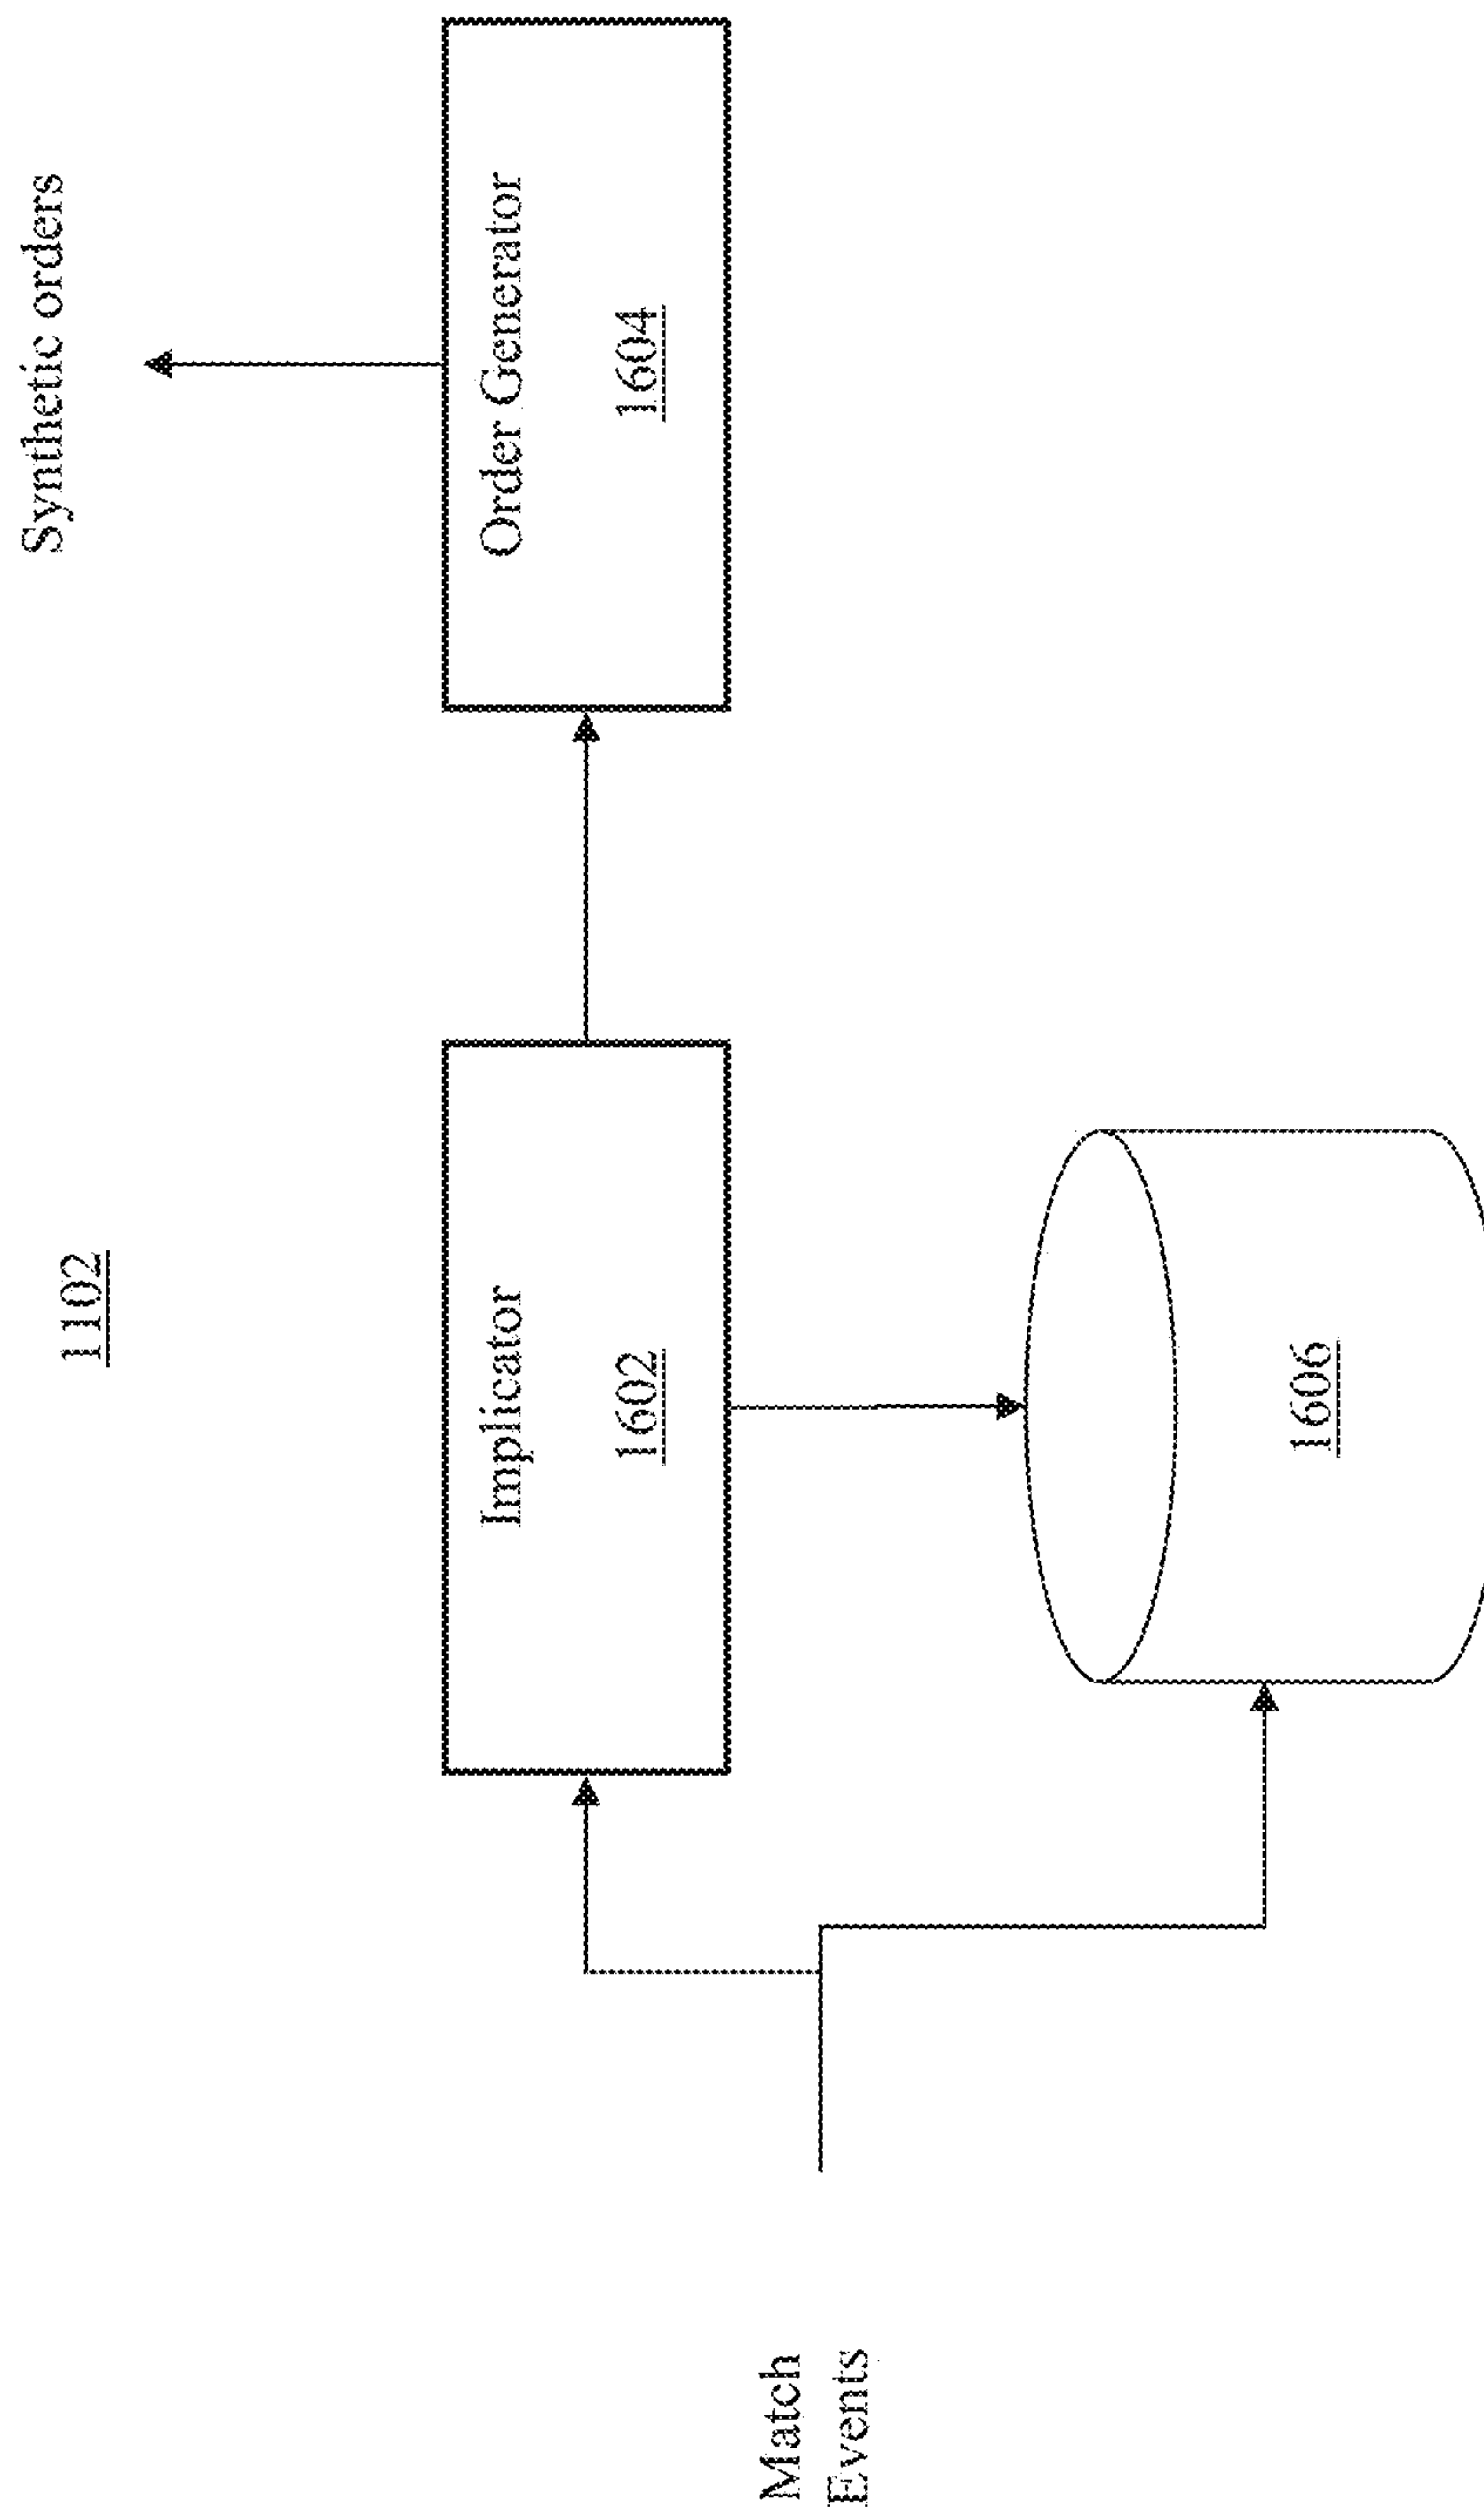 1102
Synthetic orders
Implicator
1602
Order Generator
1604
Match
Events
1606